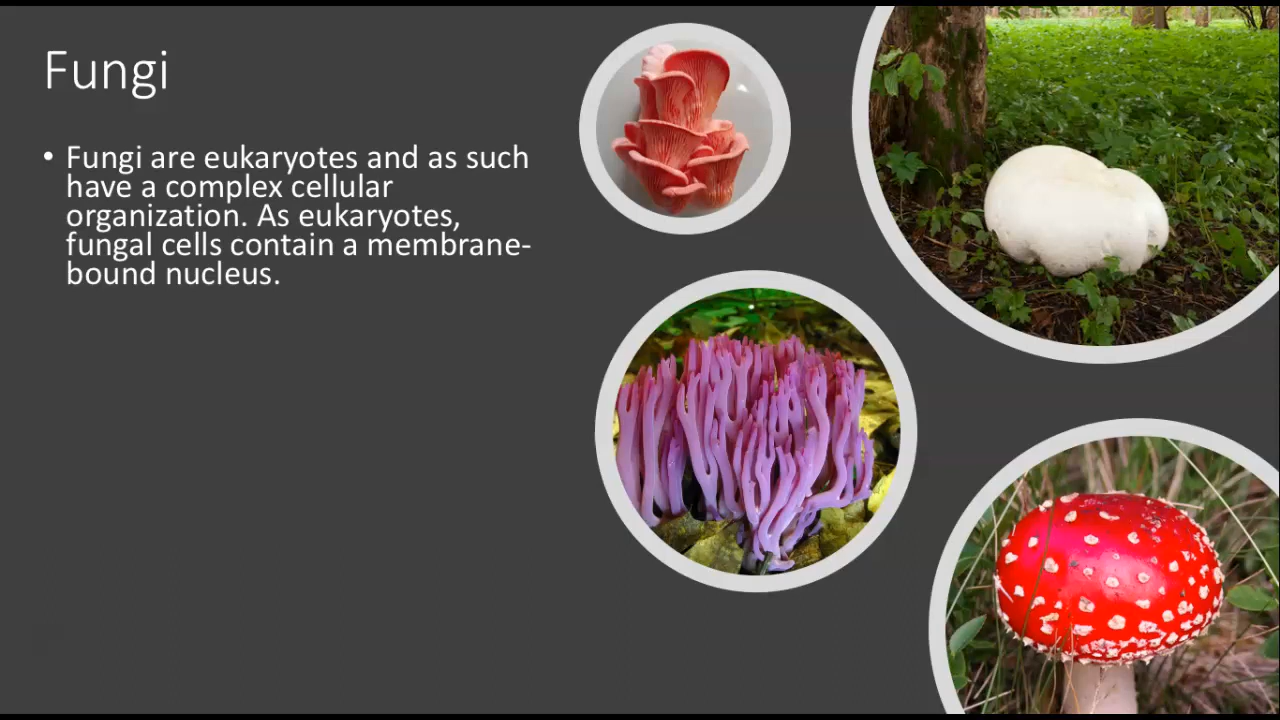 Fungi
• Fungi are eukaryotes and as such
have a complex cellular
organization. As eukaryotes,
fungal cells contain a membrane-
bound nucleus.